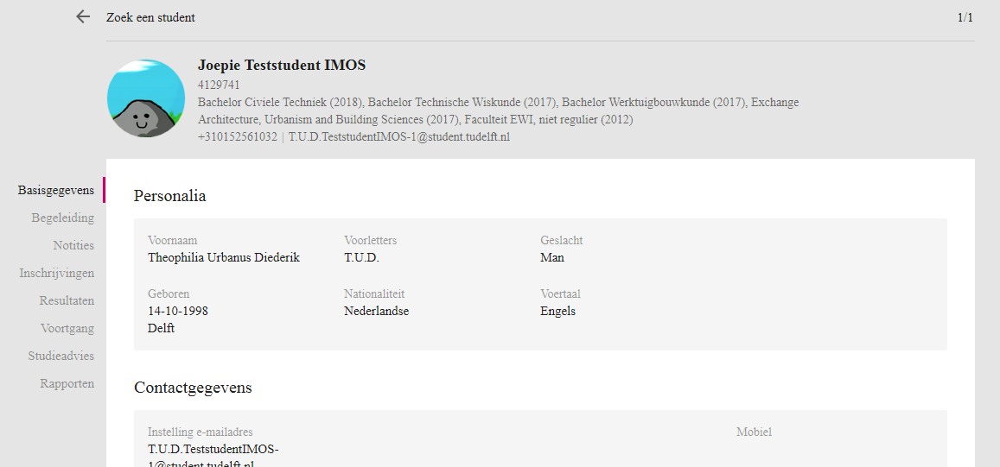 Zoek een student
1/1
Joepie Teststudent IMOS
4129741
Bachelor Civiele Techniek (2018), Bachelor Technische Wiskunde (2017), Bachelor Werktuigbouwkunde (2017), Exchange
Architecture, Urbanism and Building Sciences (2017), Faculteit EWI, niet regulier (2012)
+310152561032 | T.U.D.TeststudentIMOS-1@student.tudelft.nl
Basisgegevens
Begeleiding
Notities
Inschrijvingen
Resultaten
Voortgang
Studieadvies
Rapporten
Personalia
Voornaam
Theophilia Urbanus Diederik
Voorletters
T.U.D.
Geslacht
Man
Geboren
14-10-1998
Delft
Nationaliteit
Nederlandse
Voertaal
Engels
Contactgegevens
Instelling e-mailadres
T.U.D.TeststudentIMOS-
1@student.tudelft.nl
Mobiel